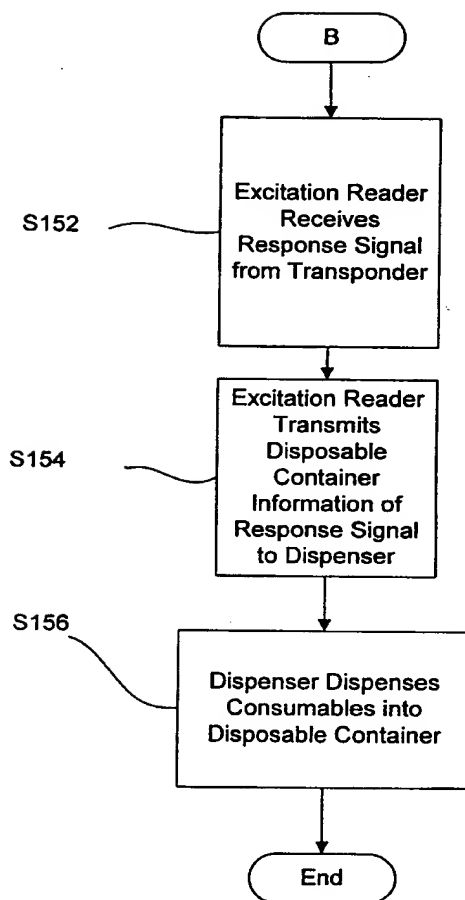 B
S152
Excitation Reader
Receives
Response Signal
from Transponder
S154
Excitation Reader
Transmits
Disposable
Container
Information of
Response Signal
to Dispenser
S156
Dispenser Dispenses
Consumables into
Disposable Container
End